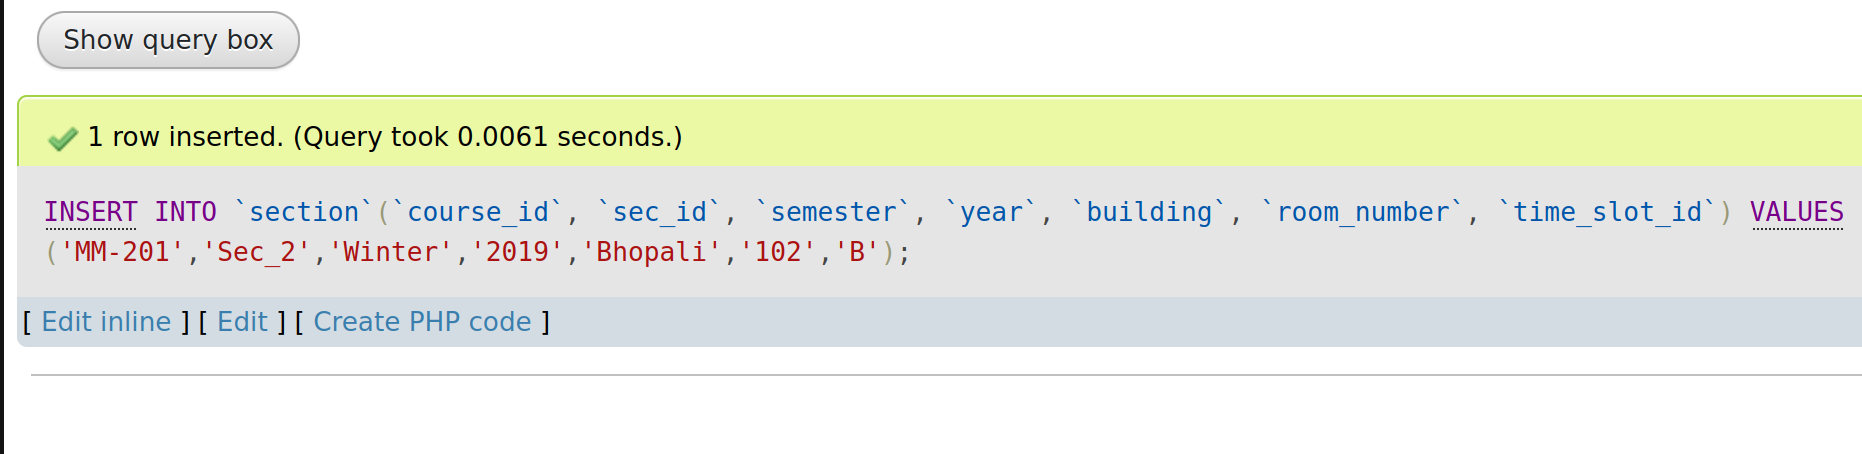 Show query box
1 row inserted. (Query took 0.0061 seconds.)
INSERT INTO `section`(`course_id`, `sec_id`, `semester`, `year`, `building`, `room_number`, `time_slot_id`) VALUES
('MM-201','Sec_2','Winter','2019','Bhopali','102','B');
[ Edit inline ] [ Edit ] [ Create PHP code ]